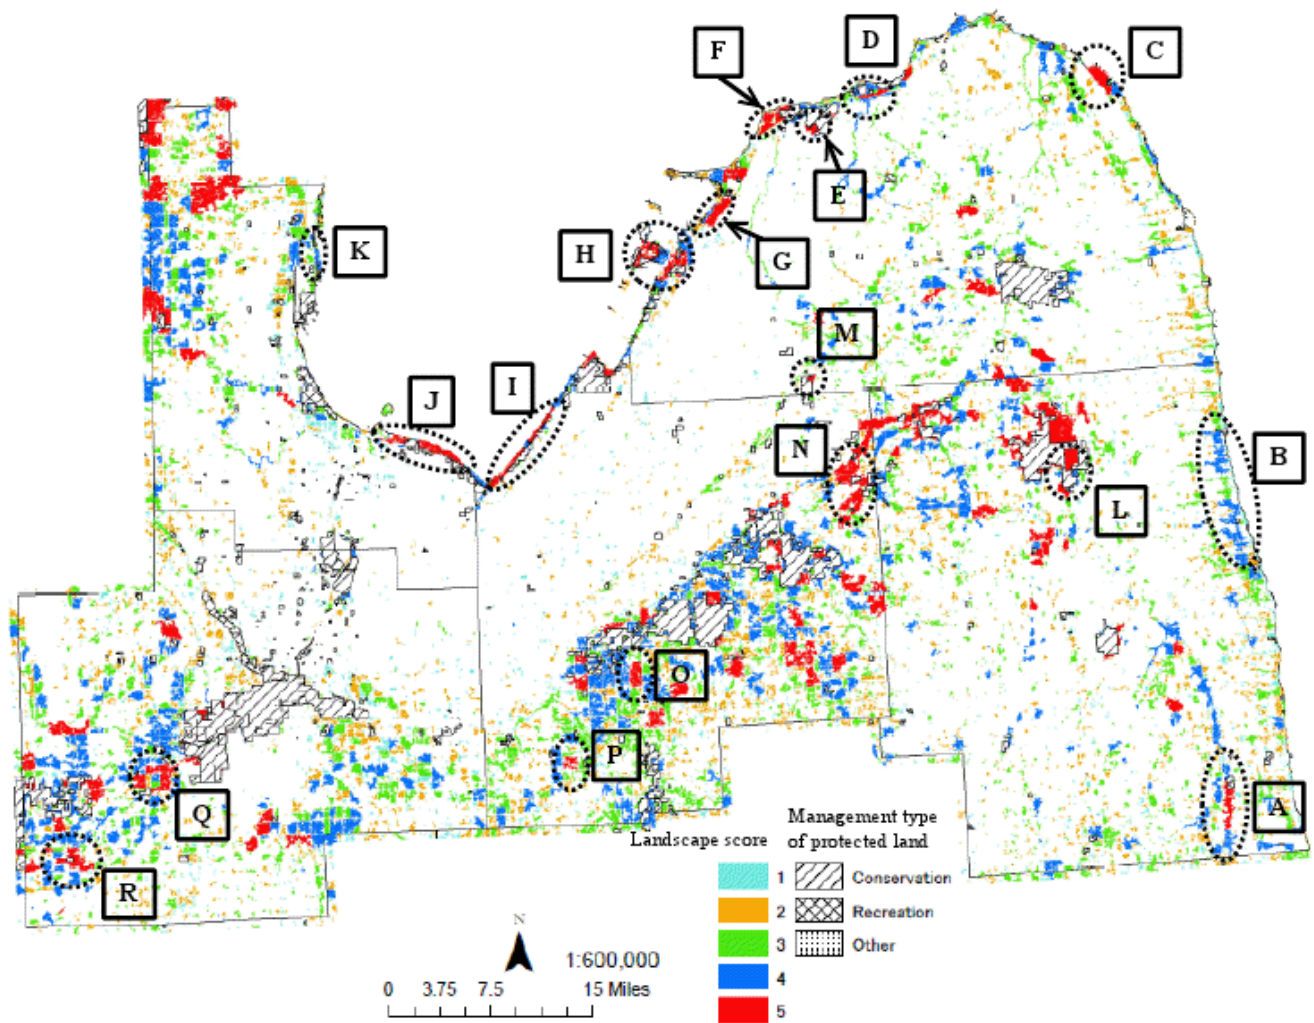 D
F
C
E
K
H
G
M
J
I
N
B
L
O
P
A
Q
R
Landscape score
Management type
of protected land
1 Conservation
2 Recreation
3 Other
4
5
N
1:600,000
0 3.75 7.5 15 Miles